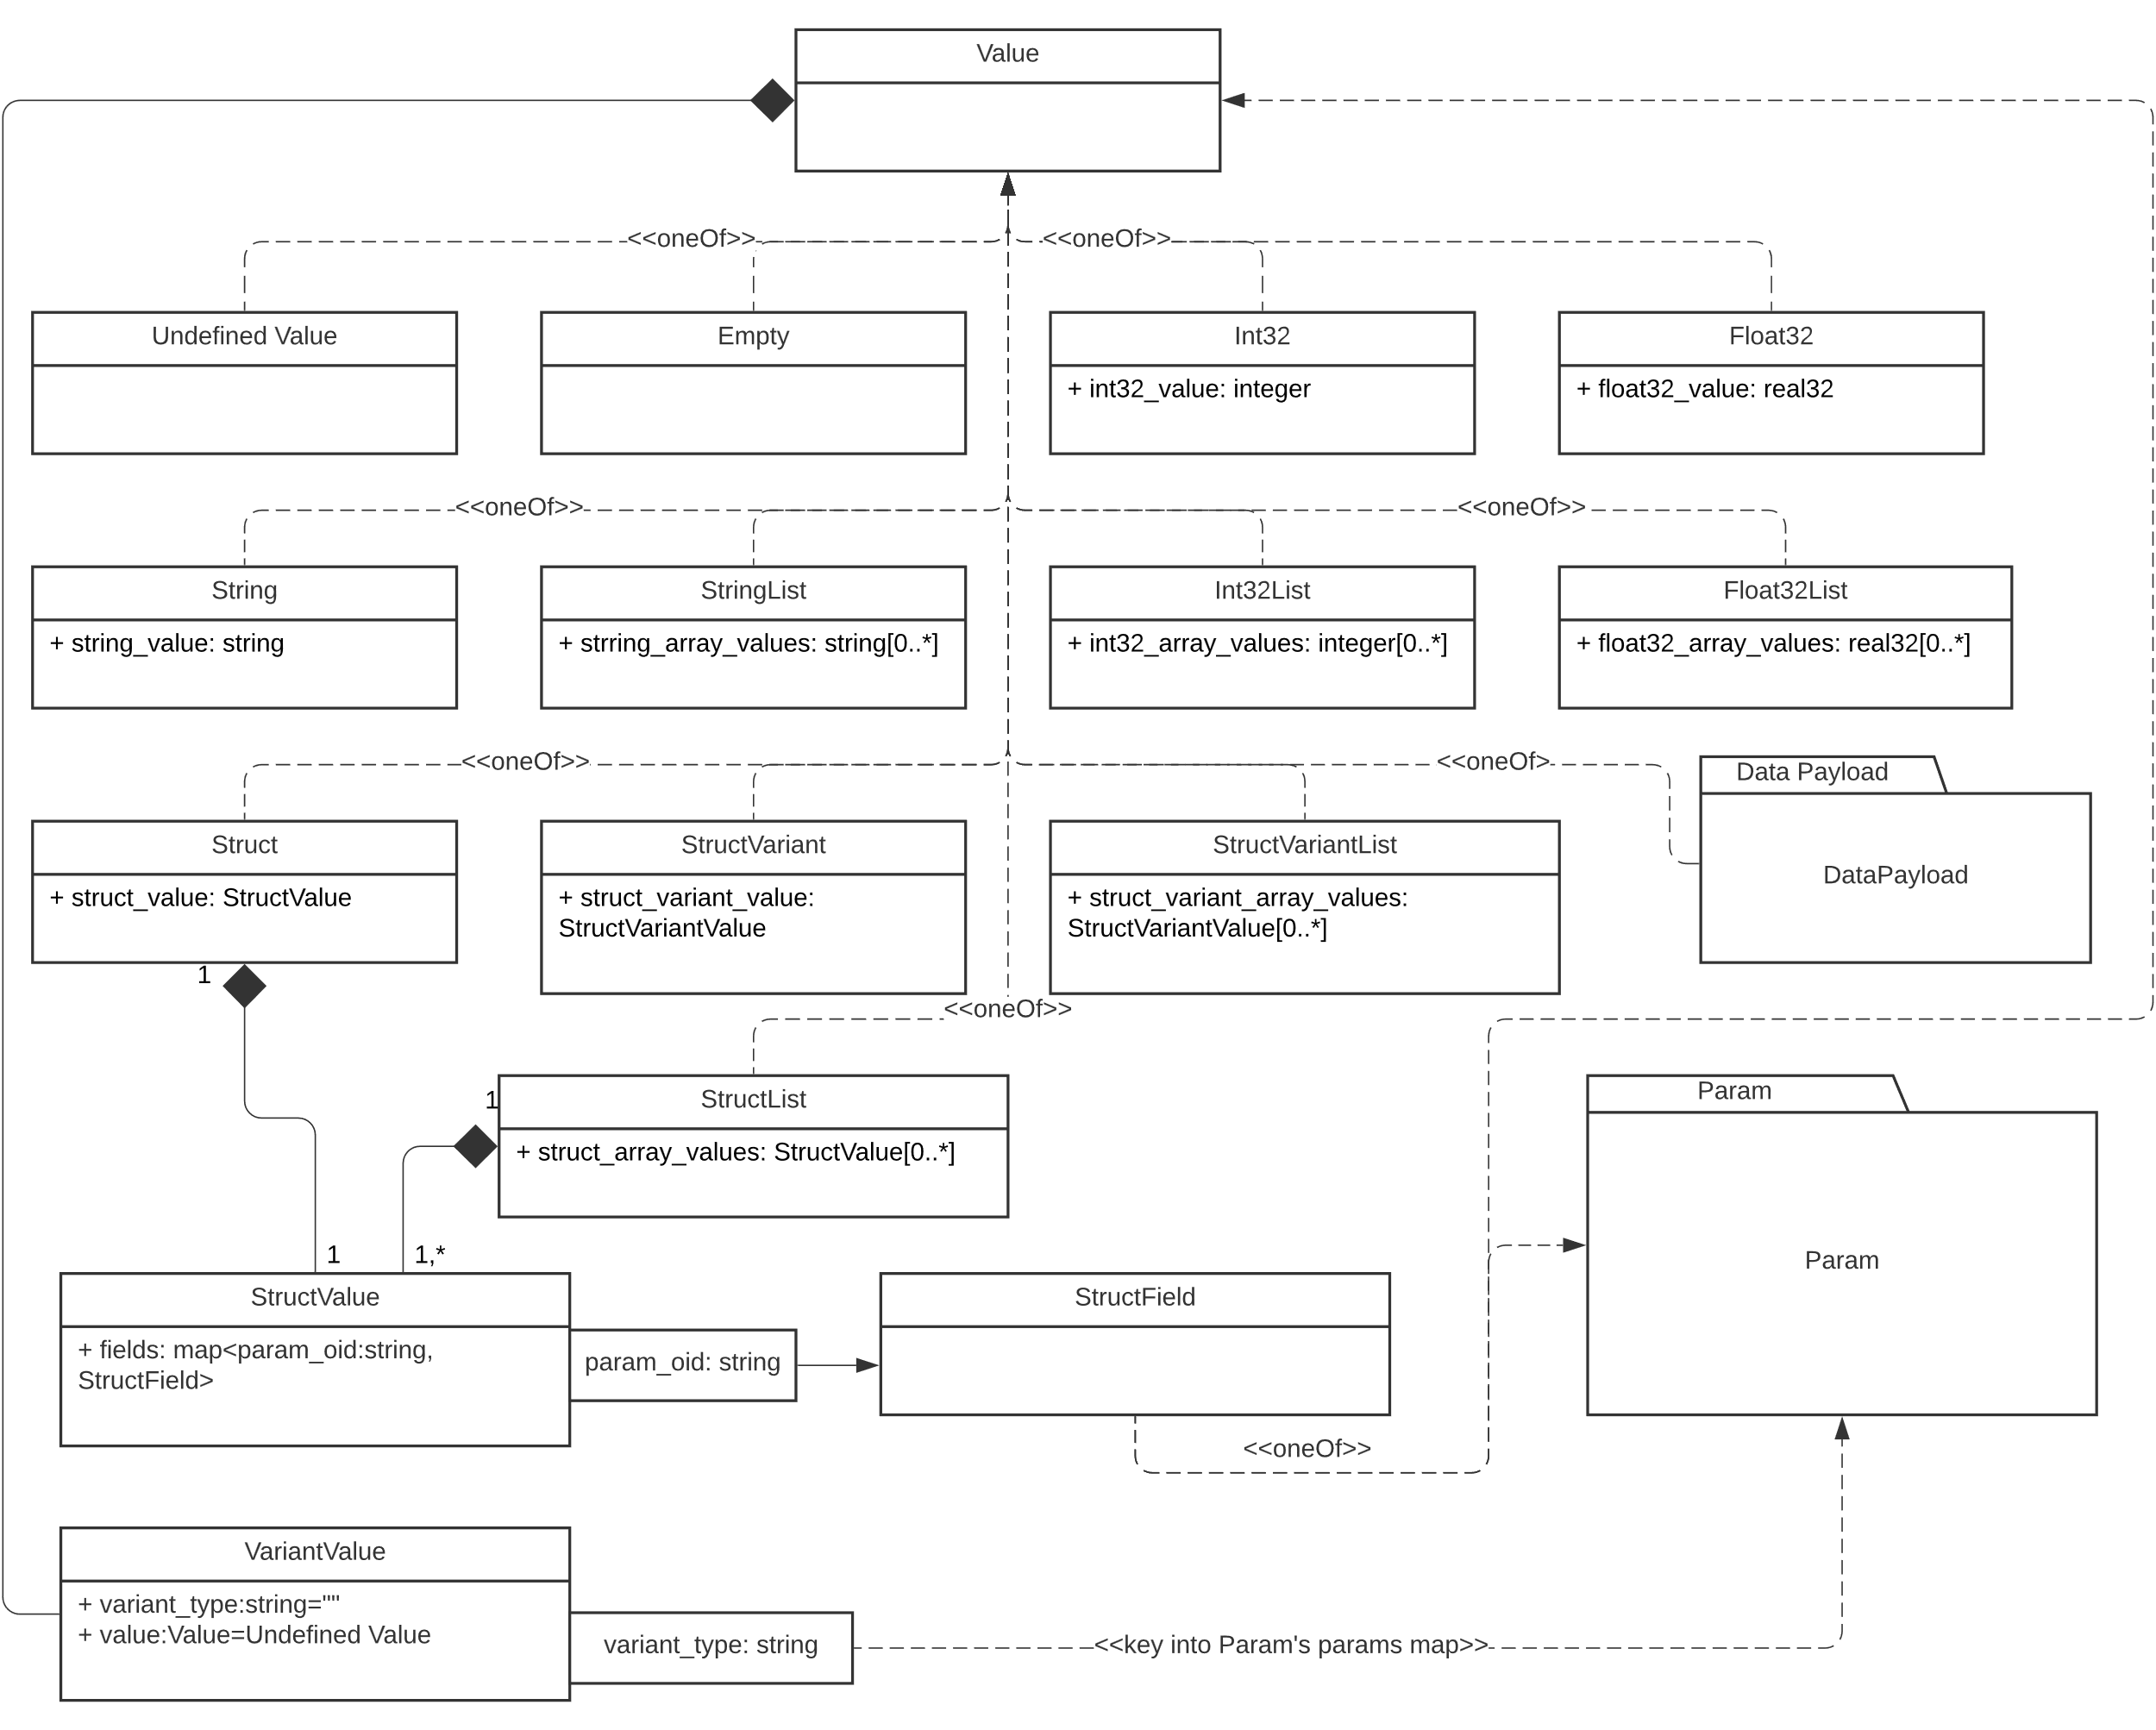 Value
<<oneOf>>
<<oneOf>>
Undefined Value
Empty
Int32
+ int32_value: integer
Float32
+ float32_value: real32
<<oneOf>>
<<oneOf>>
String
+ string_value: string
StringList
+ strring_array_values: string[0..*]
Int32List
+ int32_array_values: integer[0..*]
Float32List
+ float32_array_values: real32[0..*]
<<oneOf>>
<<oneOf>
Data Payload
DataPayload
Struct
+ struct_value: StructValue
StructVariant
+ struct_variant_value:
StructVariantValue
StructVariantList
+ struct_variant_array_values:
StructVariantValue[0..*]
1
<<oneOf>>
1
StructList
+ struct_array_values: StructValue[0..*]
Param
Param
1
1,*
StructValue
+ fields: map<param_oid:string,
StructField>
param_oid: string
StructField
<<oneOf>>
VariantValue
+ variant_type:string=""
+ value:Value=Undefined Value
variant_type: string
<<key into Param's params map>>